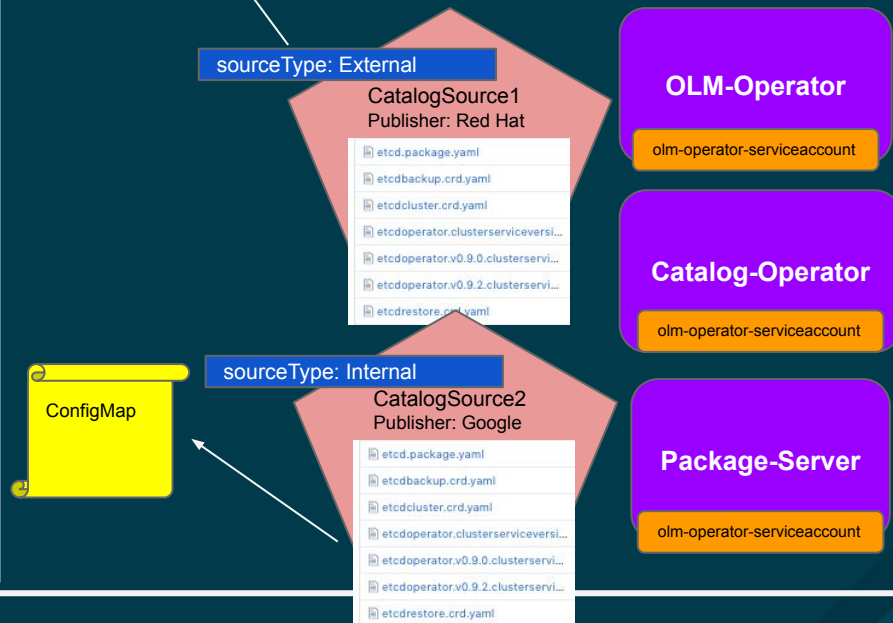 sourceType: External
CatalogSource1
Publisher: Red Hat
etcd.package.yaml
etcdbackup.crd.yaml
etcdcluster.crd.yaml
etcdoperator.clusterserviceversi...
etcdoperator.v0.9.0.clusterservi...
etcdoperator.v0.9.2.clusterservi...
etcdrestore.crd.yaml
OLM-Operator
olm-operator-serviceaccount
Catalog-Operator
olm-operator-serviceaccount
ConfigMap
sourceType: Internal
CatalogSource2
Publisher: Google
etcd.package.yaml
etcdbackup.crd.yaml
etcdcluster.crd.yaml
etcdoperator.clusterserviceversi...
etcdoperator.v0.9.0.clusterservi...
etcdoperator.v0.9.2.clusterservi...
etcdrestore.crd.yaml
Package-Server
olm-operator-serviceaccount